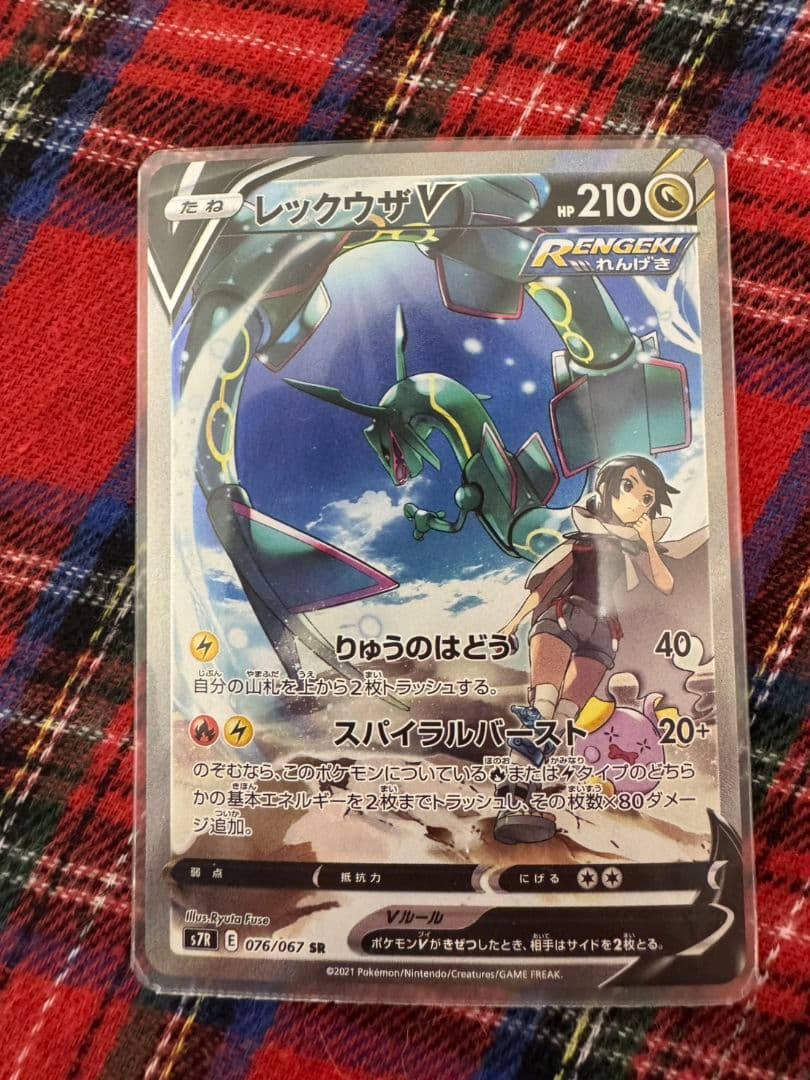 たね レックウザV HP 210
RENGEKI
れんげき
りゅうのはどう 40
自分の山札を上から2枚トラッシュする。
スパイラルバースト 20+
のぞむなら、このポケモンについているまたはタイプのどちら
かの基本エネルギーを2枚までトラッシュし、その枚数×80ダメー
ジ追加。
弱点 抵抗力 にげる
Illus.Ryuta Fuse
Vルール
s7R E 076/067 SR
ポケモンVがきぜつしたとき、相手はサイドを2枚とる。
©2021 Pokémon/Nintendo/Creatures/GAME FREAK.